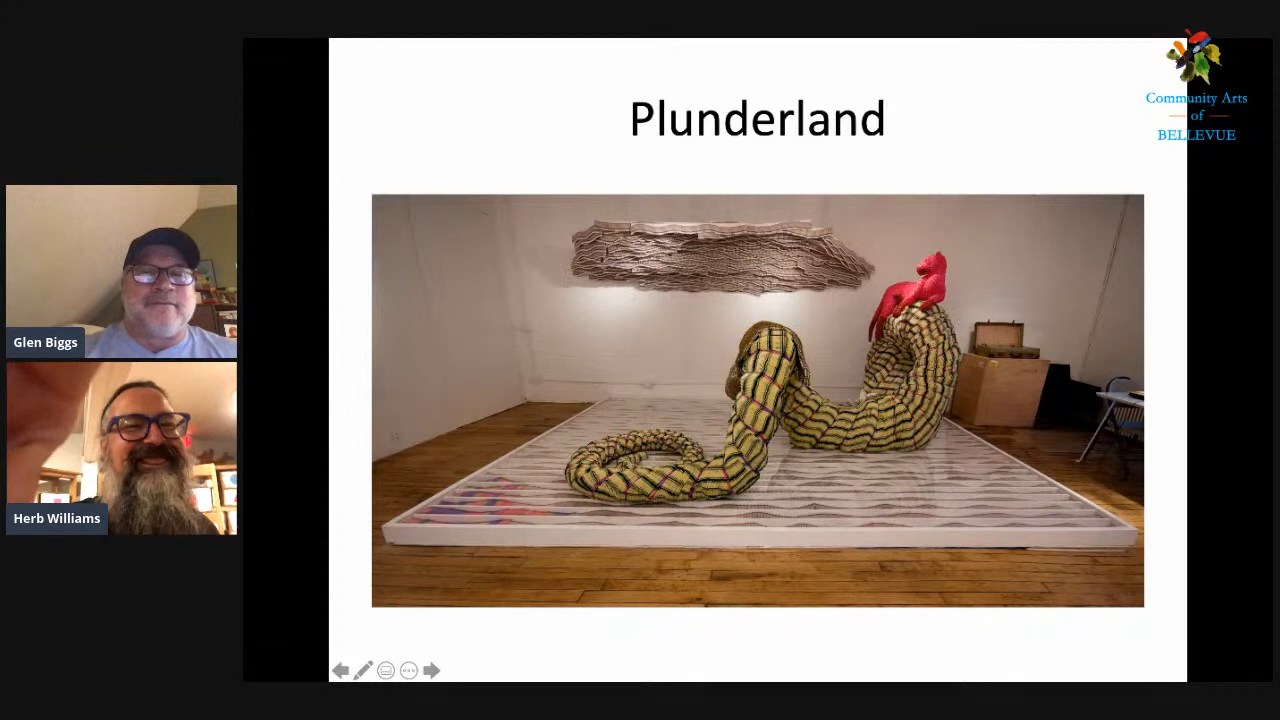 Plunderland
Community Arts
of
BELLEVUE
Glen Biggs
Herb Williams